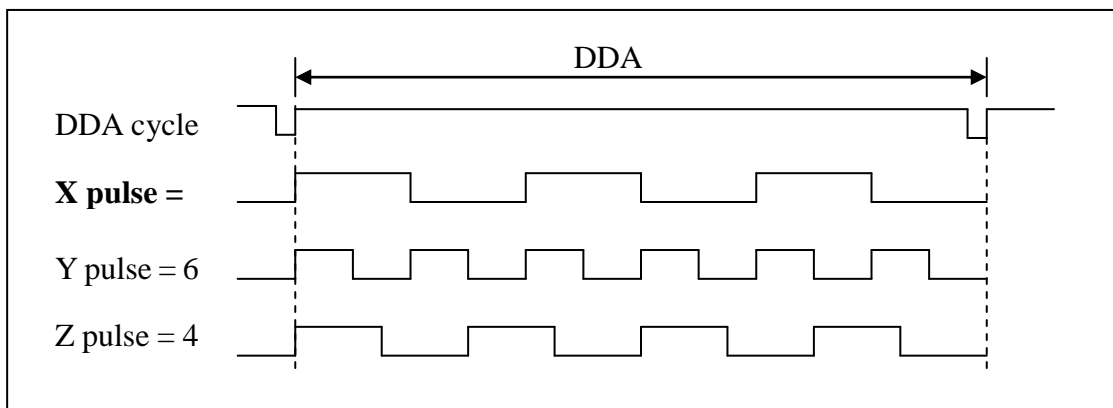 DDA
DDA cycle
X pulse =
Y pulse = 6
Z pulse = 4